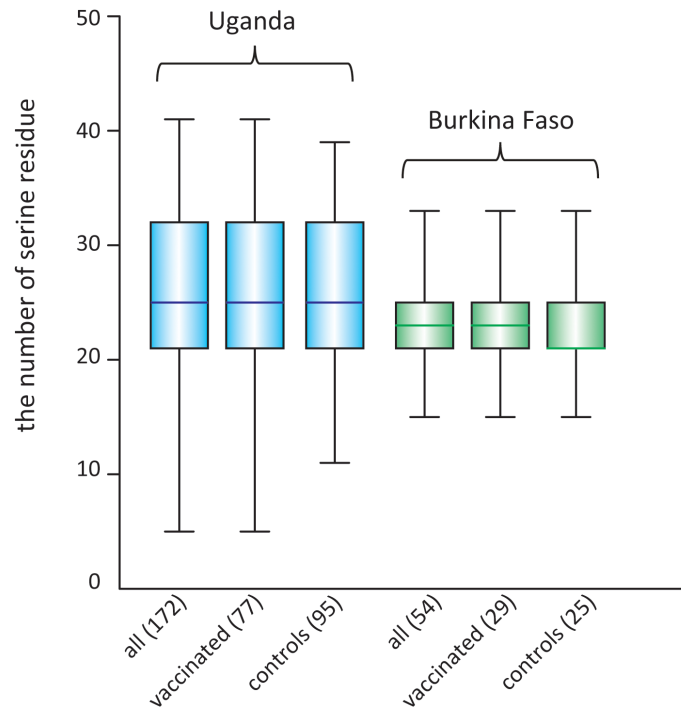 the number of serine residue
50
40
30
20
10
0
Uganda
Burkina Faso
all (172)
vaccinated (77)
controls (95)
all (54)
vaccinated (29)
controls (25)